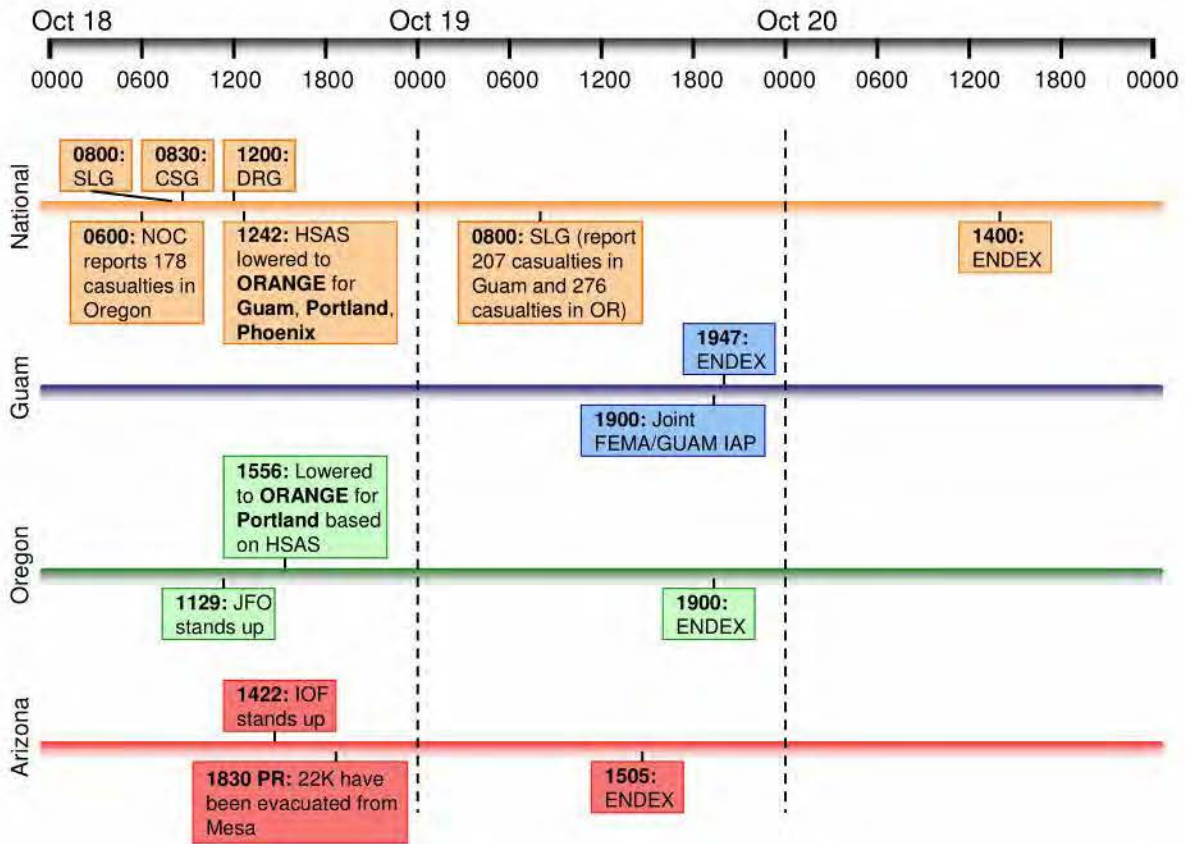 Oct 18 Oct 19 Oct 20
0000 0600 1200 1800 0000 0600 1200 1800 0000 0600 1200 1800 0000
National
0800:
SLG
0830:
CSG
1200:
DRG
0600: NOC
reports 178
casualties in
Oregon
1242: HSAS
lowered to
ORANGE for
Guam, Portland,
Phoenix
0800: SLG (report
207 casualties in
Guam and 276
casualties in OR)
1400:
ENDEX
Guam
1947:
ENDEX
1900: Joint
FEMA/GUAM IAP
Oregon
1556: Lowered
to ORANGE for
Portland based
on HSAS
1129: JFO
stands up
1900:
ENDEX
Arizona
1422: IOF
stands up
1830 PR: 22K have
been evacuated from
Mesa
1505:
ENDEX